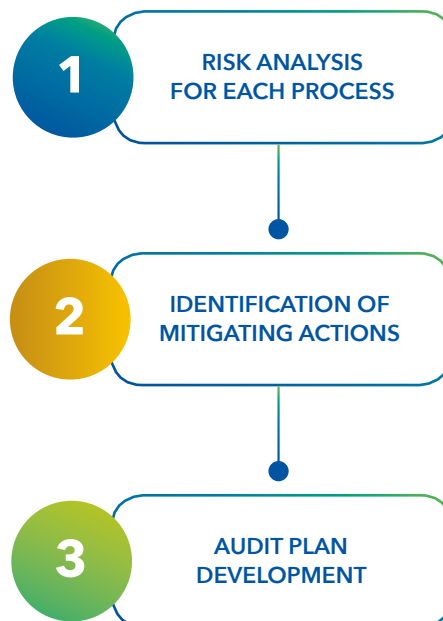 1
RISK ANALYSIS
FOR EACH PROCESS
2
IDENTIFICATION OF
MITIGATING ACTIONS
3
AUDIT PLAN
DEVELOPMENT